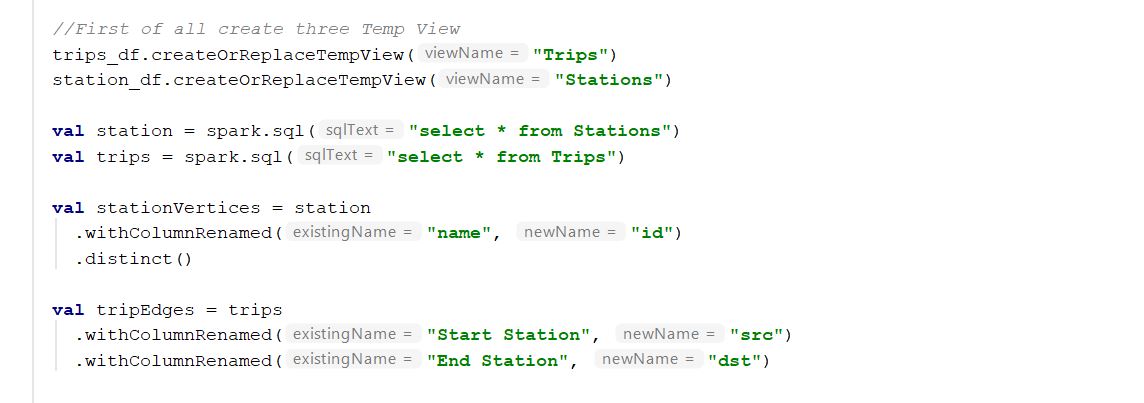 //First of all create three Temp View
trips_df.createOrReplaceTempView( viewName = "Trips")
station_df.createOrReplaceTempView( viewName = "Stations")
val station = spark.sql( sqlText = "select * from Stations")
val trips = spark.sql( sqlText = "select * from Trips")
val stationVertices = station
.withColumnRenamed( existingName = "name", newName = "id")
.distinct()
val tripEdges = trips
.withColumnRenamed( existingName = "Start Station", newName = "src")
.withColumnRenamed( existingName = "End Station", newName = "dst")